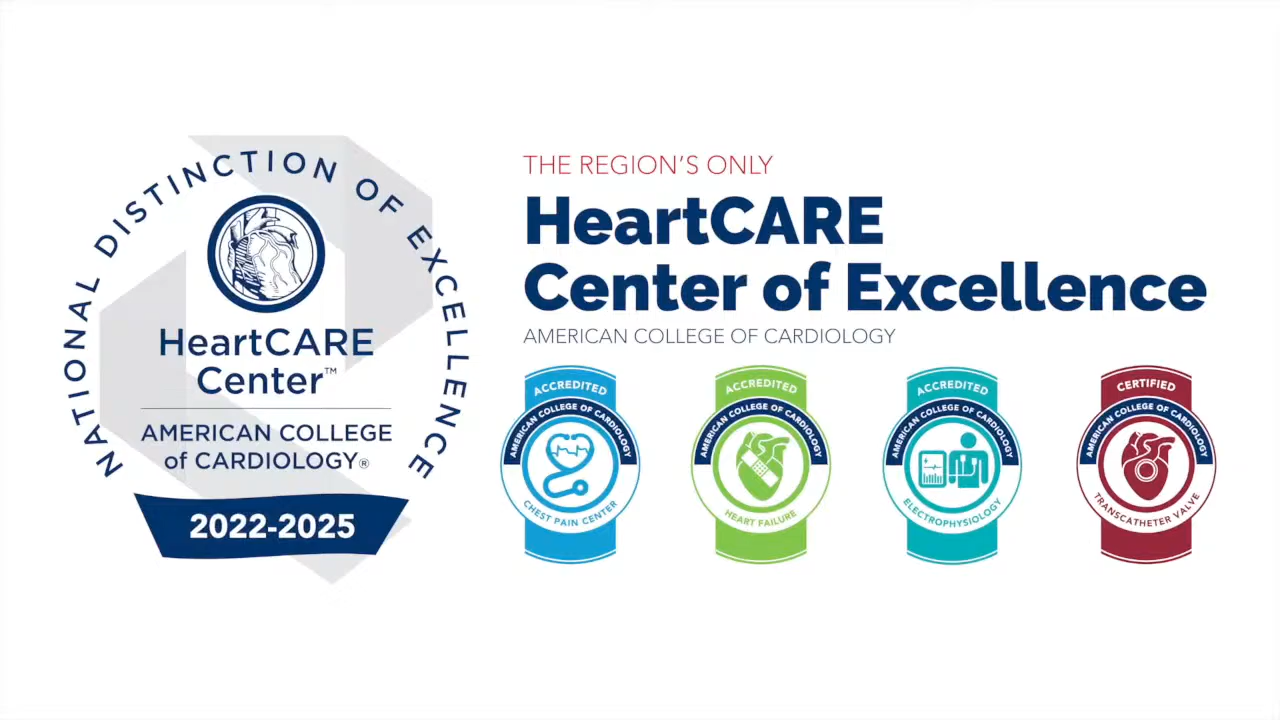 NATIONAL DISTINCTION OF EXCELLENCE
HeartCARE
Center™
AMERICAN COLLEGE
of CARDIOLOGY®
2022-2025
THE REGION'S ONLY
HeartCARE
Center of Excellence
AMERICAN COLLEGE OF CARDIOLOGY
ACCREDITED
AMERICAN COLLEGE OF CARDIOLOGY
CHEST PAIN CENTER
ACCREDITED
AMERICAN COLLEGE OF CARDIOLOGY
HEART FAILURE
ACCREDITED
AMERICAN COLLEGE OF CARDIOLOGY
ELECTROPHYSIOLOGY
CERTIFIED
AMERICAN COLLEGE OF CARDIOLOGY
TRANSCATHETER VALVE